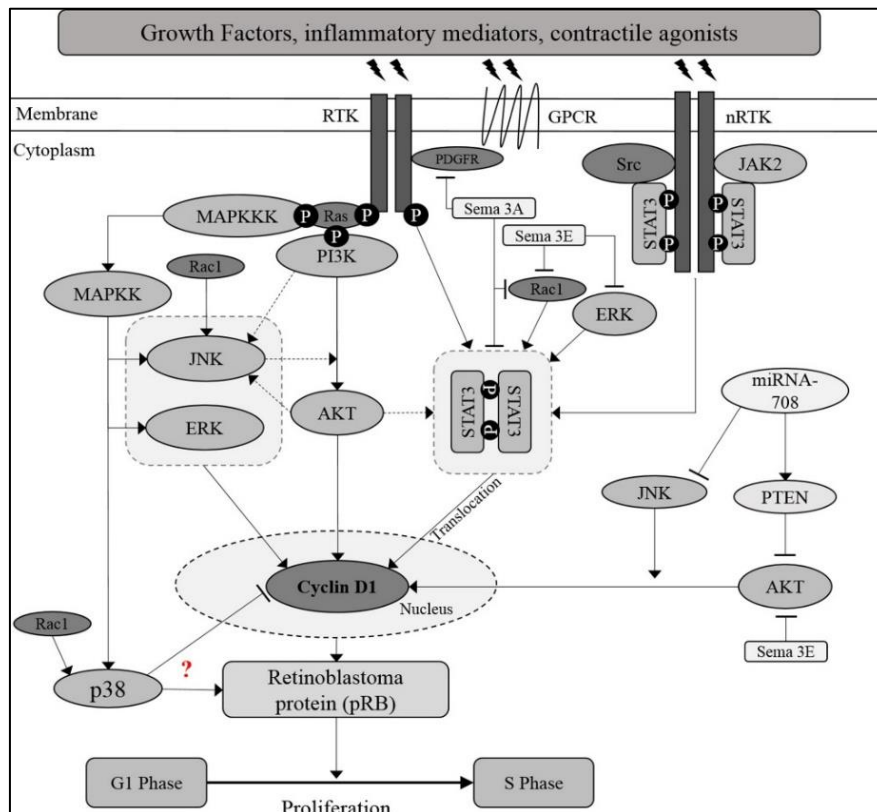 Growth Factors, inflammatory mediators, contractile agonists
Membrane
RTK
GPCR
nRTK
Cytoplasm
PDGFR
Src
JAK2
MAPKKK
P
Ras
P
P
P
PI3K
Sema 3A
Sema 3E
STAT3
P
P
P
P
STAT3
Rac1
MAPKK
Rac1
ERK
JNK
ERK
AKT
STAT3
P
P
STAT3
miRNA-
708
JNK
PTEN
AKT
Sema 3E
Translocation
Cyclin D1
Nucleus
Rac1
p38
?
Retinoblastoma
protein (pRB)
G1 Phase
S Phase
Proliferation